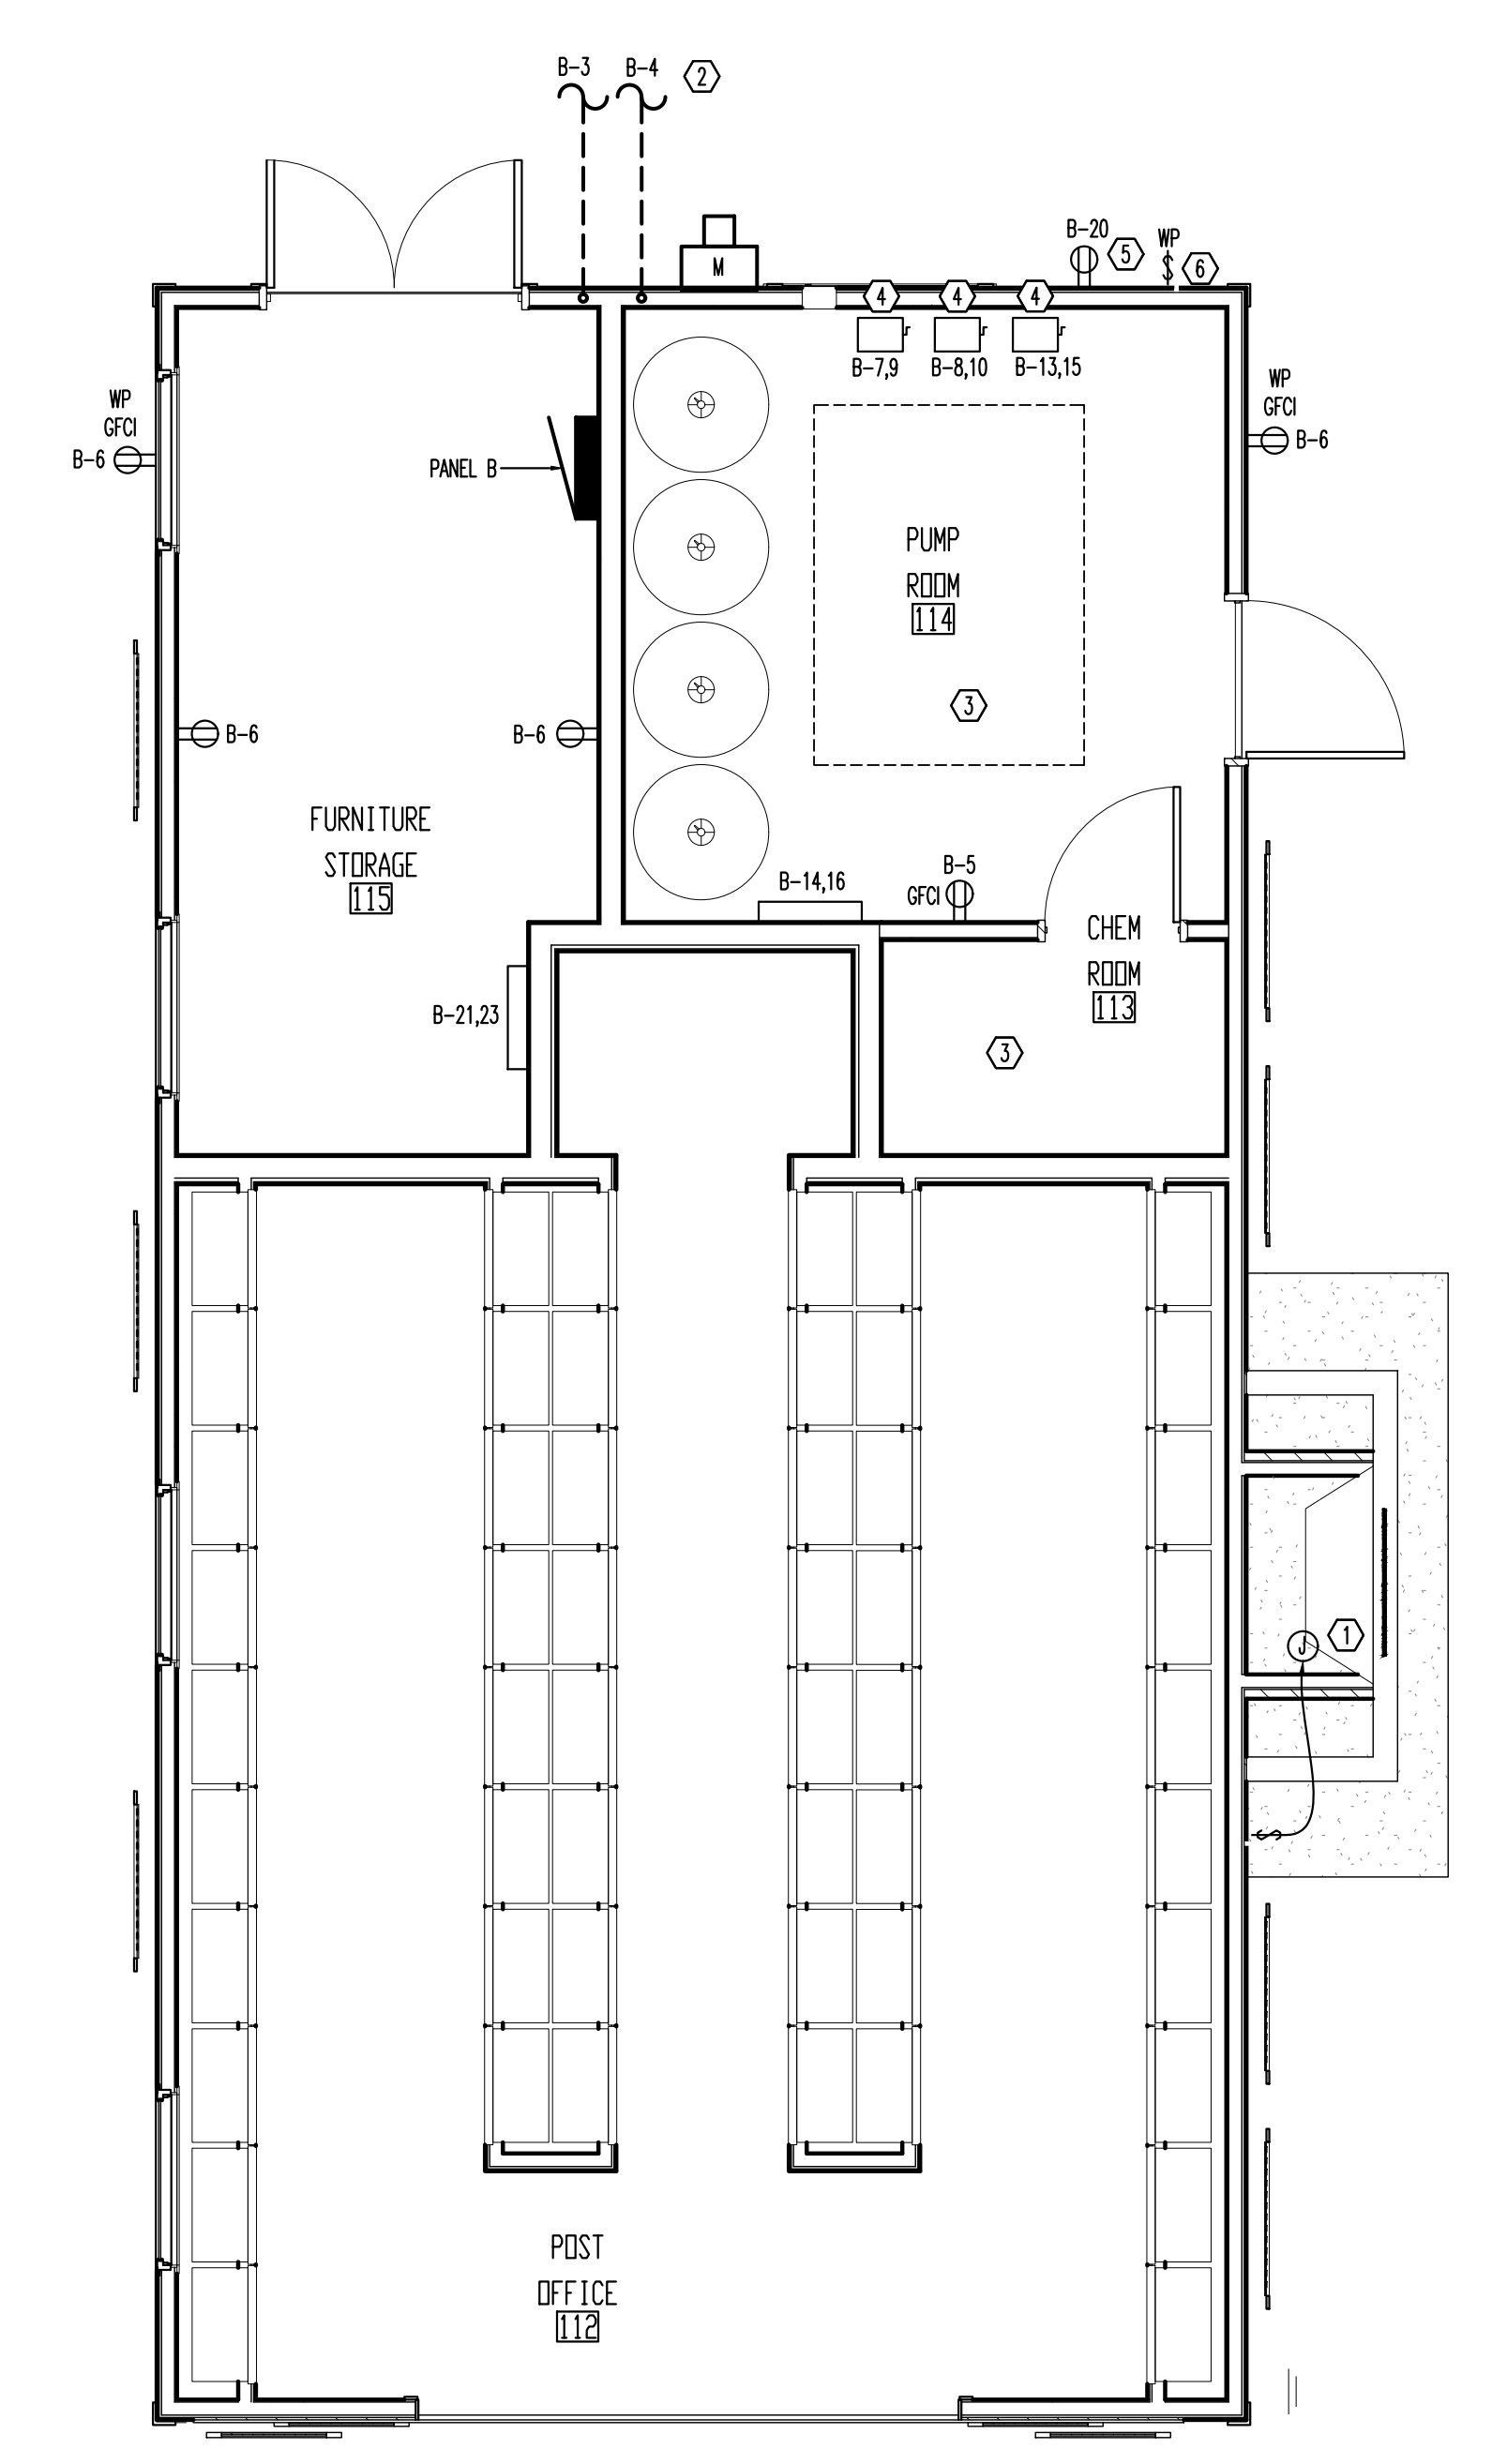 B-3
B-4
2
M
B-20
5
WP
$
6
4
4
4
B-7,9
B-8,10
B-13,15
WP
GFCI
B-6
WP
GFCI
B-6
PANEL B
PUMP
ROOM
114
3
B-6
B-6
FURNITURE
STORAGE
115
B-14,16
B-5
GFCI
CHEM
ROOM
113
B-21,23
3
J
1
$
POST
OFFICE
112